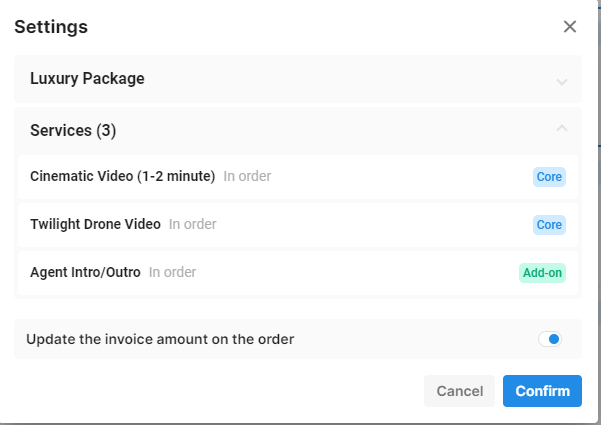 Settings
Luxury Package
Services (3)
Cinematic Video (1-2 minute) In order Core
Twilight Drone Video In order Core
Agent Intro/Outro In order Add-on
Update the invoice amount on the order
Cancel Confirm